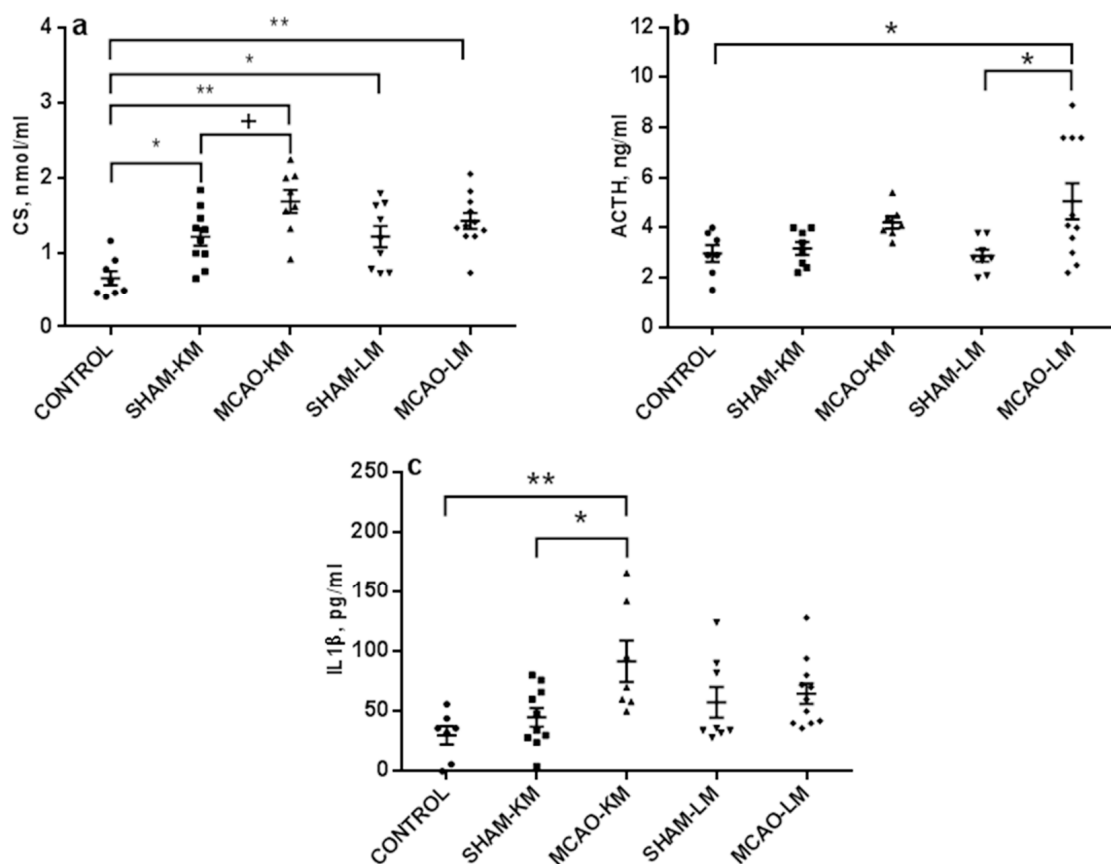 a
CS, nmol/ml
4
3
2
1
0
**
*
**
+
*
CONTROL
SHAM-KM
MCAO-KM
SHAM-LM
MCAO-LM
b
ACTH, ng/ml
12
10
8
6
4
2
0
*
*
CONTROL
SHAM-KM
MCAO-KM
SHAM-LM
MCAO-LM
c
IL1β, pg/ml
250
200
150
100
50
0
**
*
CONTROL
SHAM-KM
MCAO-KM
SHAM-LM
MCAO-LM